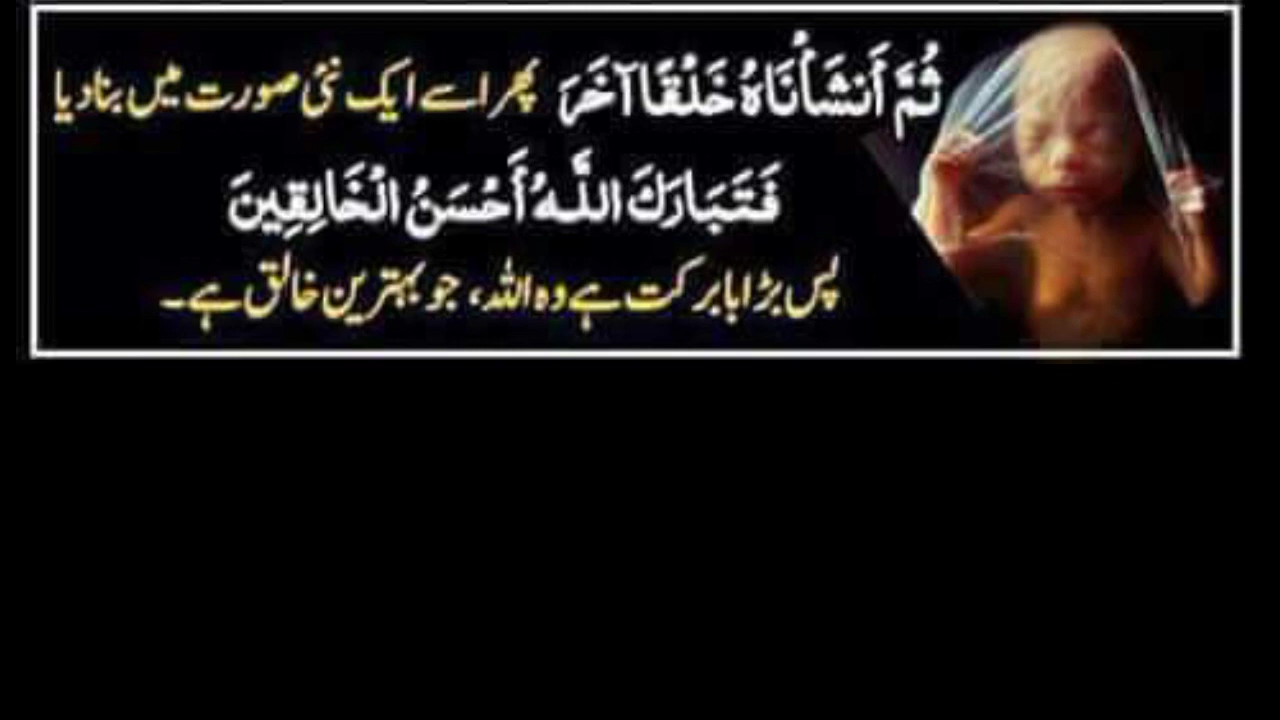 ثُمَّ أَنشَأْنَاهُ خَلْقًا آخَرَ پھر اسے ایک نئی صورت میں بنا دیا
فَتَبَارَكَ اللَّهُ أَحْسَنُ الْخَالِقِينَ
پس بڑا بابرکت ہے وہ اللہ، جو بہترین خالق ہے۔